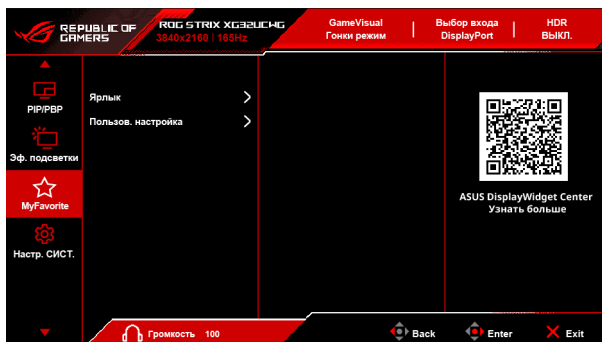 REPUBLIC OF
GAMERS
ROG STRIX XG32UCWG
3840x2160 | 165Hz
GameVisual
Гонки режим
Выбор входа
DisplayPort
HDR
ВЫКЛ.
PIP/PBP
Эф. подсветки
MyFavorite
Настр. СИСТ.
Ярлык
Пользов. настройка
ASUS DisplayWidget Center
Узнать больше
Громкость 100
Back
Enter
Exit